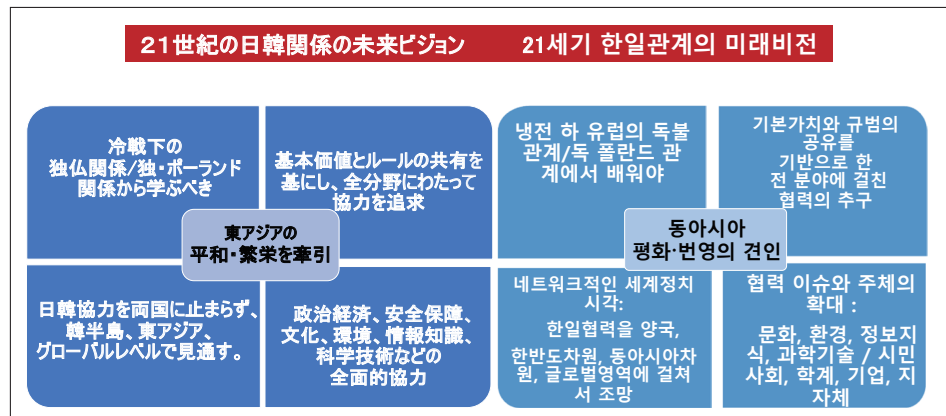 21世紀の日韓関係の未来ビジョン 21세기 한일관계의 미래비전
冷戦下の
独仏関係/独・ポーランド
関係から学ぶべき
基本価値とルールの共有を
基にし、全分野にわたって
協力を追求
東アジアの
平和・繁栄を牽引
日韓協力を両国に止まらず、
韓半島、東アジア、
グローバルレベルで見通す。
政治経済、安全保障、
文化、環境、情報知識、
科学技術などの
全面的協力
냉전 하 유럽의 독불
관계/독 폴란드 관
계에서 배워야
기본가치와 규범의
공유를
기반으로 한
전 분야에 걸친
협력의 추구
동아시아
평화·번영의 견인
네트워크적인 세계정치
시각:
한일협력을 양국,
한반도차원, 동아시아차
원, 글로벌영역에 걸쳐
서 조망
협력 이슈와 주체의
확대 :
문화, 환경, 정보지
식, 과학기술 / 시민
사회, 학계, 기업, 지
자체